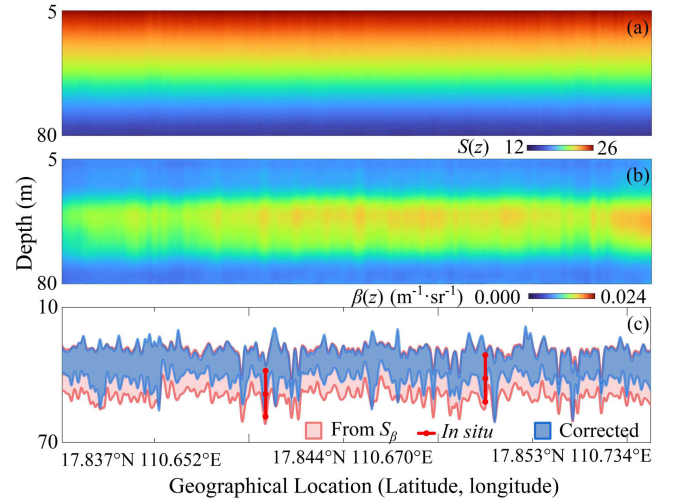 5
(a)
80
S(z) 12 26
5
(b)
Depth (m)
80
β(z) (m⁻¹·sr⁻¹) 0.000 0.024
10
(c)
From Sᵦ In situ Corrected
70
17.837°N 110.652°E 17.844°N 110.670°E 17.853°N 110.734°E
Geographical Location (Latitude, longitude)